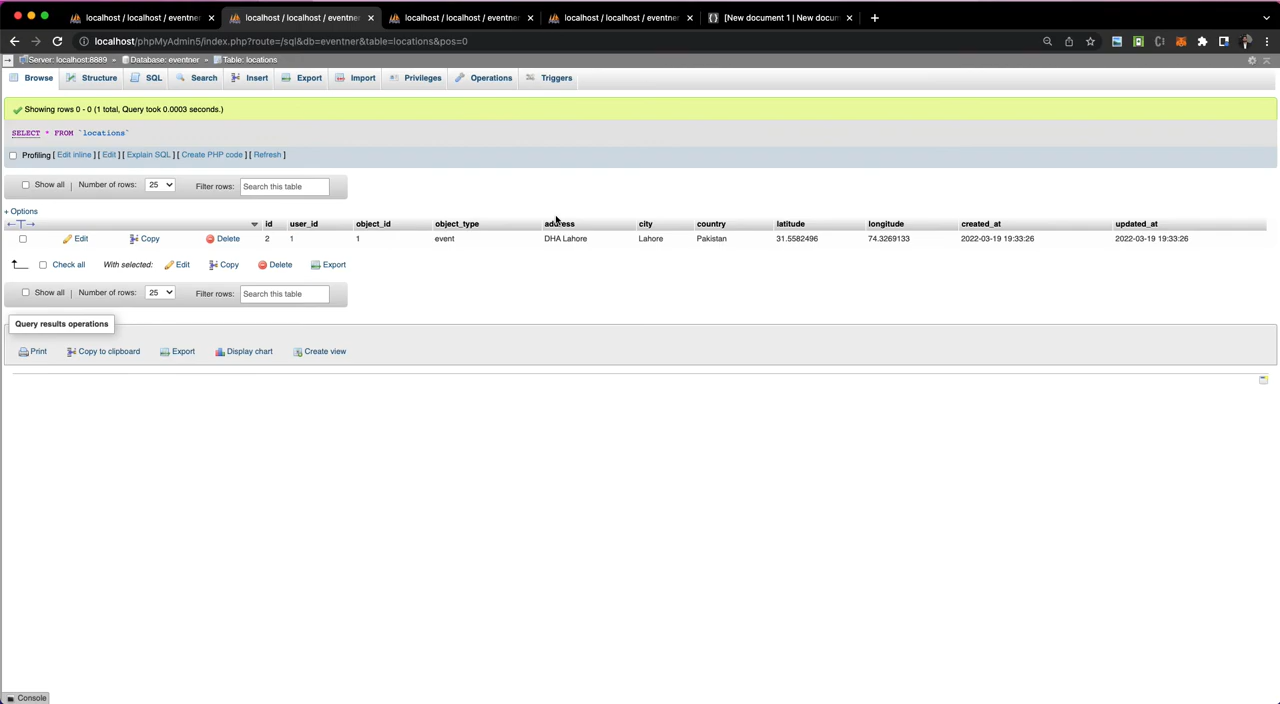 localhost / localhost / eventner × localhost / localhost / eventner × localhost / localhost / eventner × localhost / localhost / eventner × [New document 1 | New docun × +
localhost/phpMyAdmin5/index.php?route=/sql&db=eventner&table=locations&pos=0
Server: localhost:8889 » Database: eventner » Table: locations
Browse Structure SQL Search Insert Export Import Privileges Operations Triggers
Showing rows 0 - 0 (1 total, Query took 0.0003 seconds.)
SELECT * FROM `locations`
Profiling [ Edit inline ] [ Edit ] [ Explain SQL ] [ Create PHP code ] [ Refresh ]
Show all | Number of rows: 25 Filter rows: Search this table
+ Options
←T→ id user_id object_id object_type address city country latitude longitude created_at updated_at
Edit Copy Delete 2 1 1 event DHA Lahore Lahore Pakistan 31.5582496 74.3269133 2022-03-19 19:33:26 2022-03-19 19:33:26
Check all With selected: Edit Copy Delete Export
Show all | Number of rows: 25 Filter rows: Search this table
Query results operations
Print Copy to clipboard Export Display chart Create view
Console